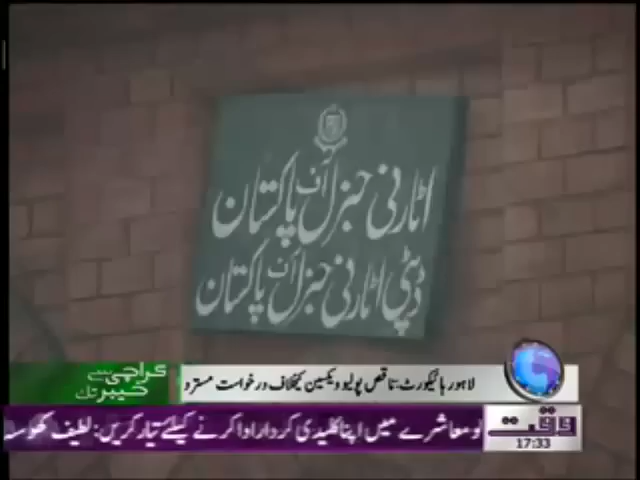 اٹارنی جنرل آف پاکستان
ڈپٹی اٹارنی جنرل آف پاکستان
کراچی سے
خیبر تک
لاہور ہائیکورٹ: ناقص پولیو ویکسین کیخلاف درخواست مسترد
تو معاشرے میں اپنا کلیدی کردار ادا کرنے کیلئے تیار کریں: لطیف کھوسہ
وقت
17:33